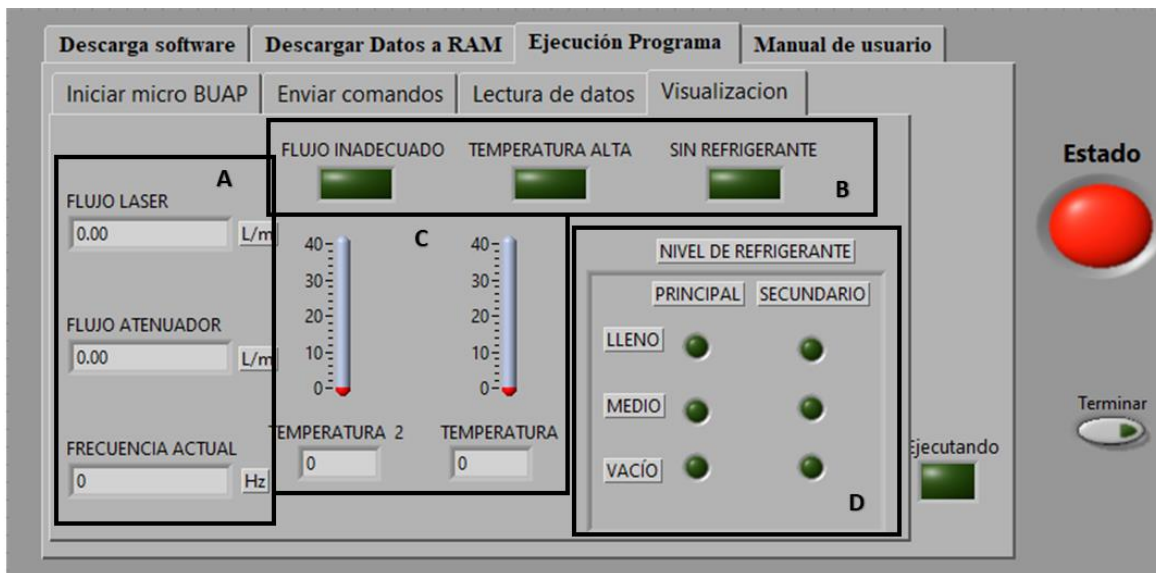 Descarga software
Descargar Datos a RAM
Ejecución Programa
Manual de usuario
Iniciar micro BUAP
Enviar comandos
Lectura de datos
Visualizacion
FLUJO INADECUADO
TEMPERATURA ALTA
SIN REFRIGERANTE
B
A
FLUJO LASER
0.00
L/m
FLUJO ATENUADOR
0.00
L/m
FRECUENCIA ACTUAL
0
Hz
C
40
30
20
10
0
TEMPERATURA 2
0
40
30
20
10
0
TEMPERATURA
0
NIVEL DE REFRIGERANTE
PRINCIPAL
SECUNDARIO
LLENO
MEDIO
VACÍO
D
Estado
Terminar
Ejecutando